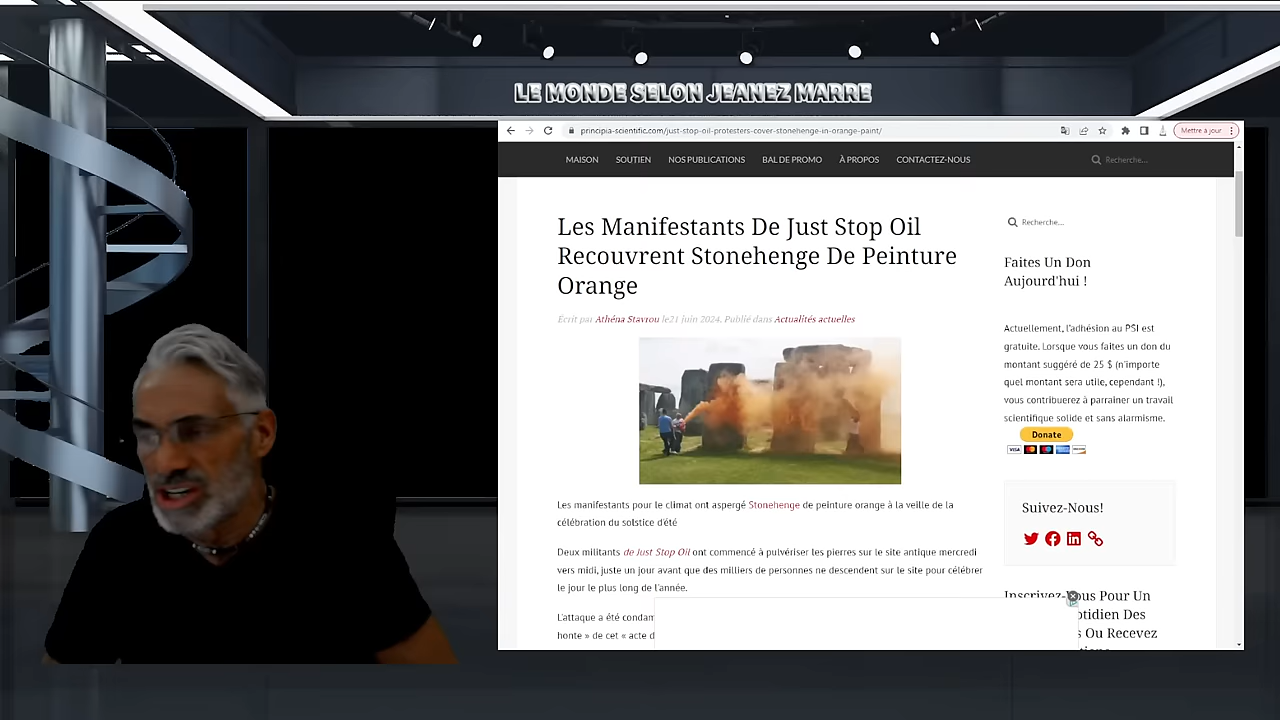 LE MONDE SELON JEANEZ MARRE
principia-scientific.com/just-stop-oil-protesters-cover-stonehenge-in-orange-paint/
Mettre à jour
MAISON SOUTIEN NOS PUBLICATIONS BAL DE PROMO À PROPOS CONTACTEZ-NOUS Recherche...
Les Manifestants De Just Stop Oil
Recouvrent Stonehenge De Peinture
Orange
Écrit par Athéna Stavrou le21 juin 2024. Publié dans Actualités actuelles
Les manifestants pour le climat ont aspergé Stonehenge de peinture orange à la veille de la
célébration du solstice d'été
Deux militants de Just Stop Oil ont commencé à pulvériser les pierres sur le site antique mercredi
vers midi, juste un jour avant que des milliers de personnes ne descendent sur le site pour célébrer
le jour le plus long de l'année.
L'attaque a été condam
honte » de cet « acte d
Recherche...
Faites Un Don
Aujourd'hui !
Actuellement, l'adhésion au PSI est
gratuite. Lorsque vous faites un don du
montant suggéré de 25 $ (n'importe
quel montant sera utile, cependant !),
vous contribuerez à parrainer un travail
scientifique solide et sans alarmisme.
Donate
VISA
Suivez-Nous!
Inscrivez-Vous Pour Un
otidien Des
s Ou Recevez